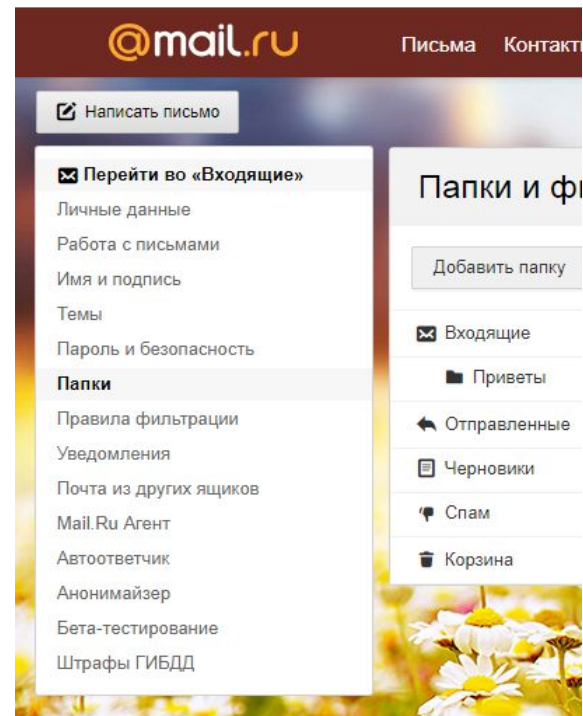 @mail.ru
Письма Контакты
Написать письмо
Перейти во «Входящие»
Личные данные
Работа с письмами
Имя и подпись
Темы
Пароль и безопасность
Папки
Правила фильтрации
Уведомления
Почта из других ящиков
Mail.Ru Агент
Автоответчик
Анонимайзер
Бета-тестирование
Штрафы ГИБДД
Папки и
Добавить папку
Входящие
Приветы
Отправленные
Черновики
Спам
Корзина